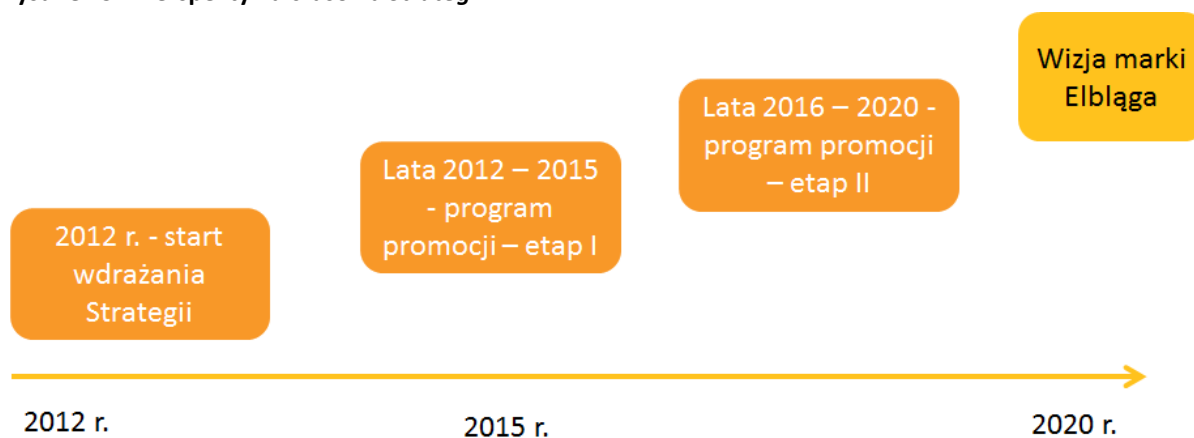 2012 r. - start
wdrażania
Strategii
Lata 2012 – 2015
- program
promocji – etap I
Lata 2016 – 2020 -
program promocji
– etap II
Wizja marki
Elbląga
2012 r.
2015 r.
2020 r.